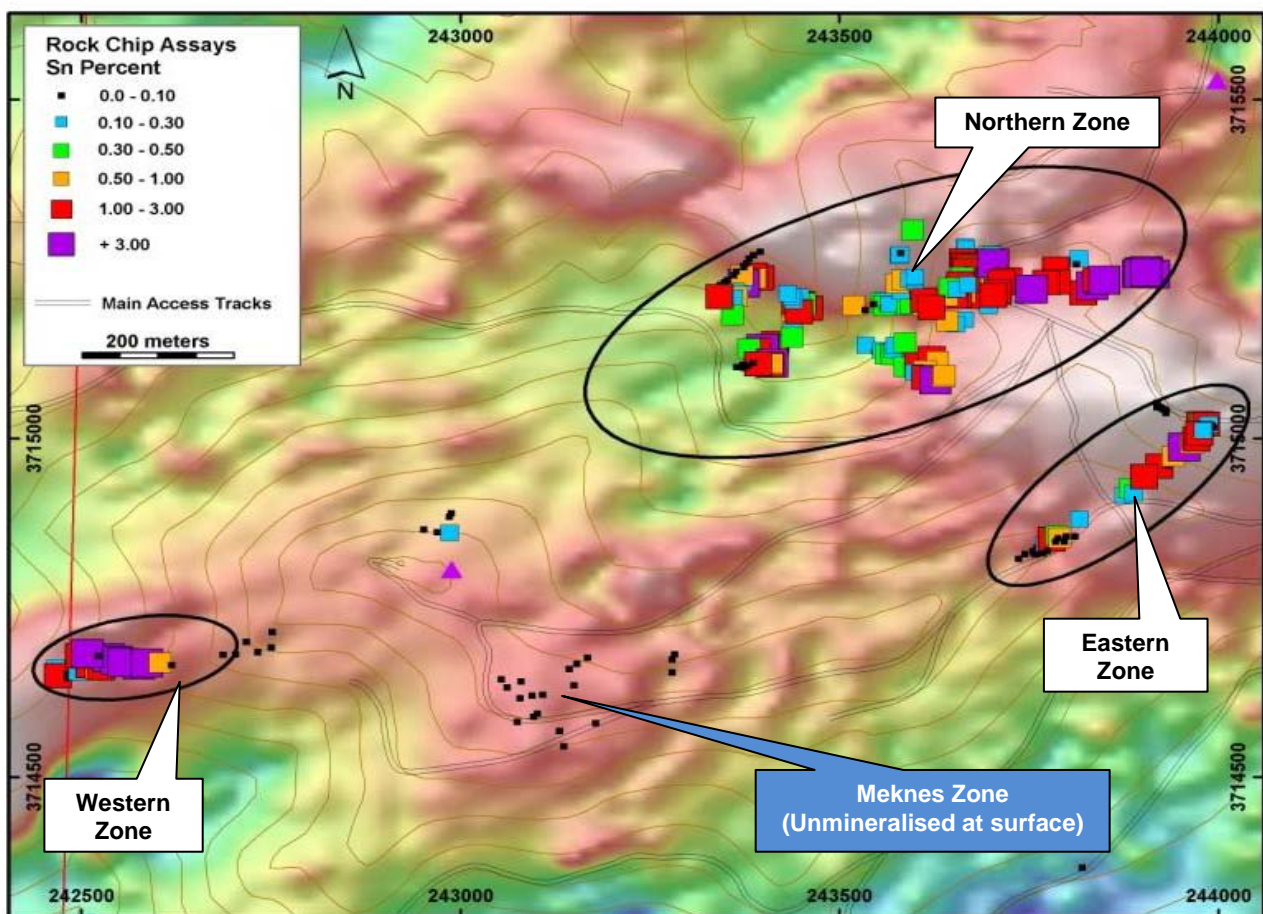 243000
243500
244000
Rock Chip Assays
Sn Percent
0.0 - 0.10
0.10 - 0.30
0.30 - 0.50
0.50 - 1.00
1.00 - 3.00
+ 3.00
Main Access Tracks
200 meters
N
3715500
Northern Zone
3715000
3715000
Eastern
Zone
Western
Zone
Meknes Zone
(Unmineralised at surface)
3714500
3714500
242500
243000
243500
244000